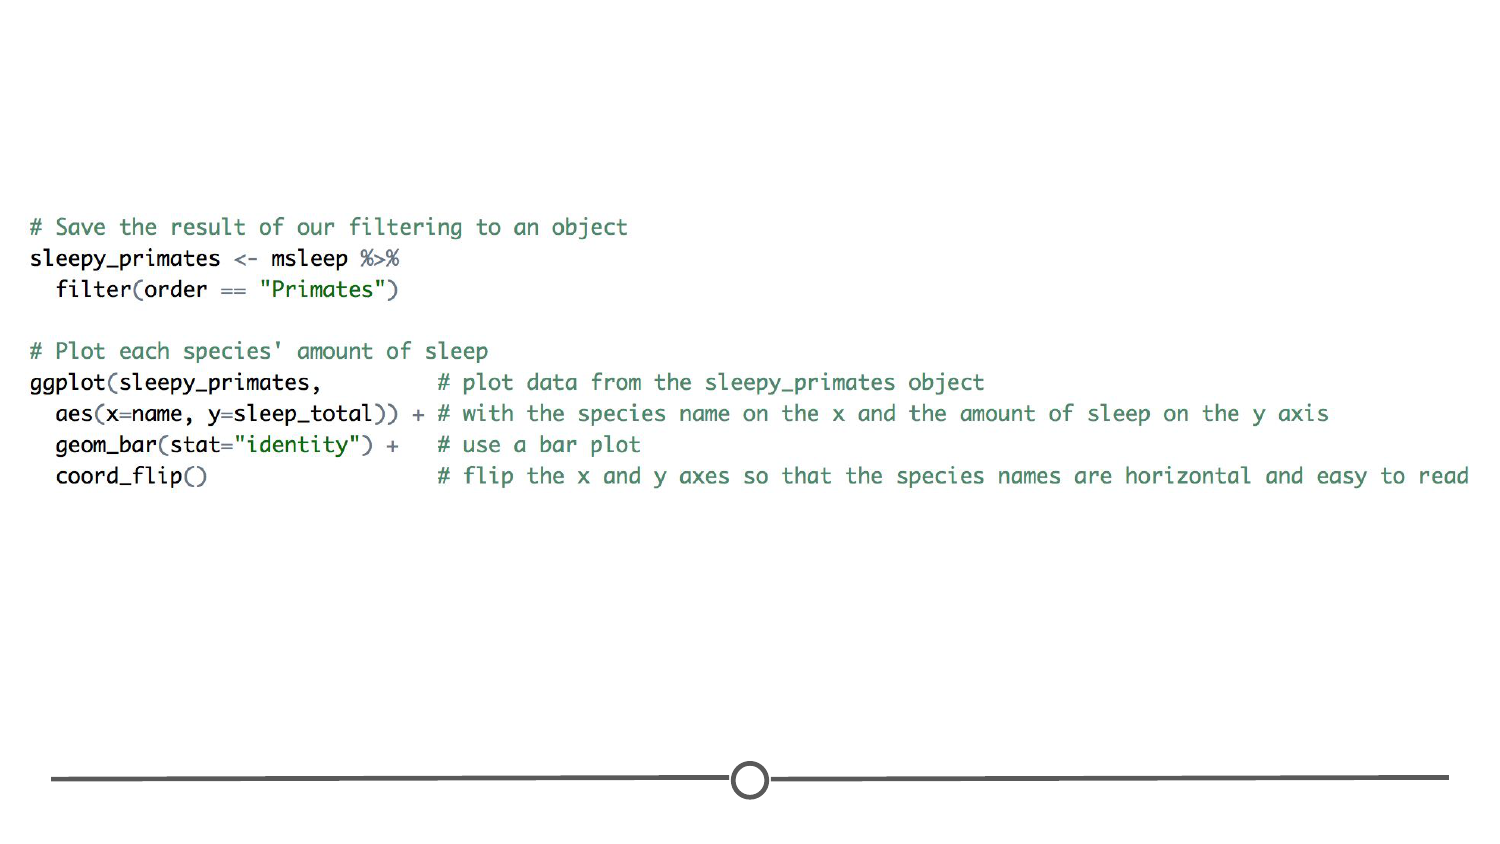 # Save the result of our filtering to an object
sleepy_primates <- msleep %>%
  filter(order == "Primates")

# Plot each species' amount of sleep
ggplot(sleepy_primates,         # plot data from the sleepy_primates object
  aes(x=name, y=sleep_total)) + # with the species name on the x and the amount of sleep on the y axis
  geom_bar(stat="identity") +   # use a bar plot
  coord_flip()                  # flip the x and y axes so that the species names are horizontal and easy to read